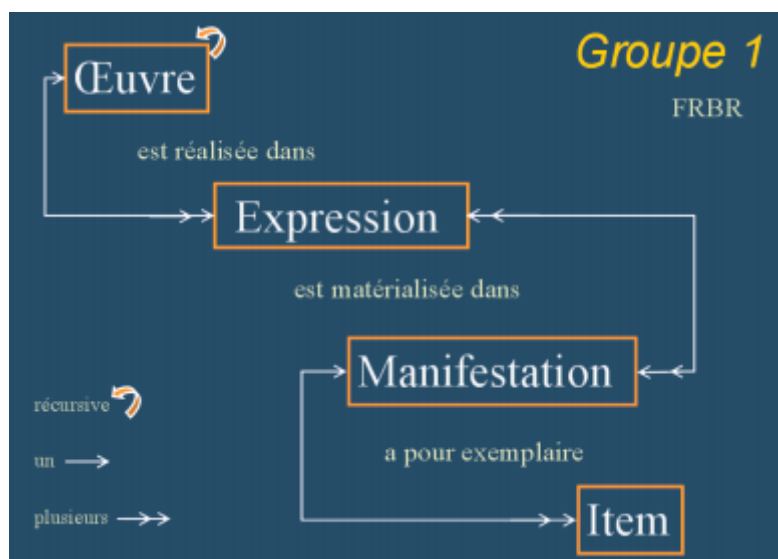 Groupe 1
Œuvre
FRBR
est réalisée dans
Expression
est matérialisée dans
Manifestation
récursive
a pour exemplaire
un
Item
plusieurs